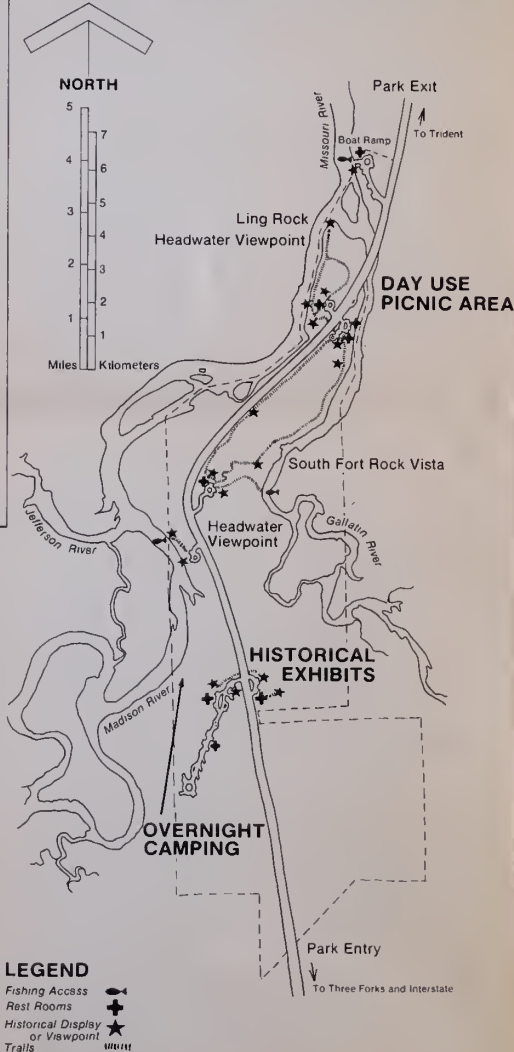 NORTH
5
4
3
2
1
7
6
5
4
3
2
1
Miles
Kilometers
Park Exit
To Trident
Missouri River
Boat Ramp
Ling Rock
Headwater Viewpoint
DAY USE
PICNIC AREA
South Fort Rock Vista
Headwater
Viewpoint
Gallatin River
Jefferson River
Madison River
HISTORICAL
EXHIBITS
OVERNIGHT
CAMPING
Park Entry
To Three Forks and Interstate
LEGEND
Fishing Access
Rest Rooms
Historical Display
or Viewpoint
Trails